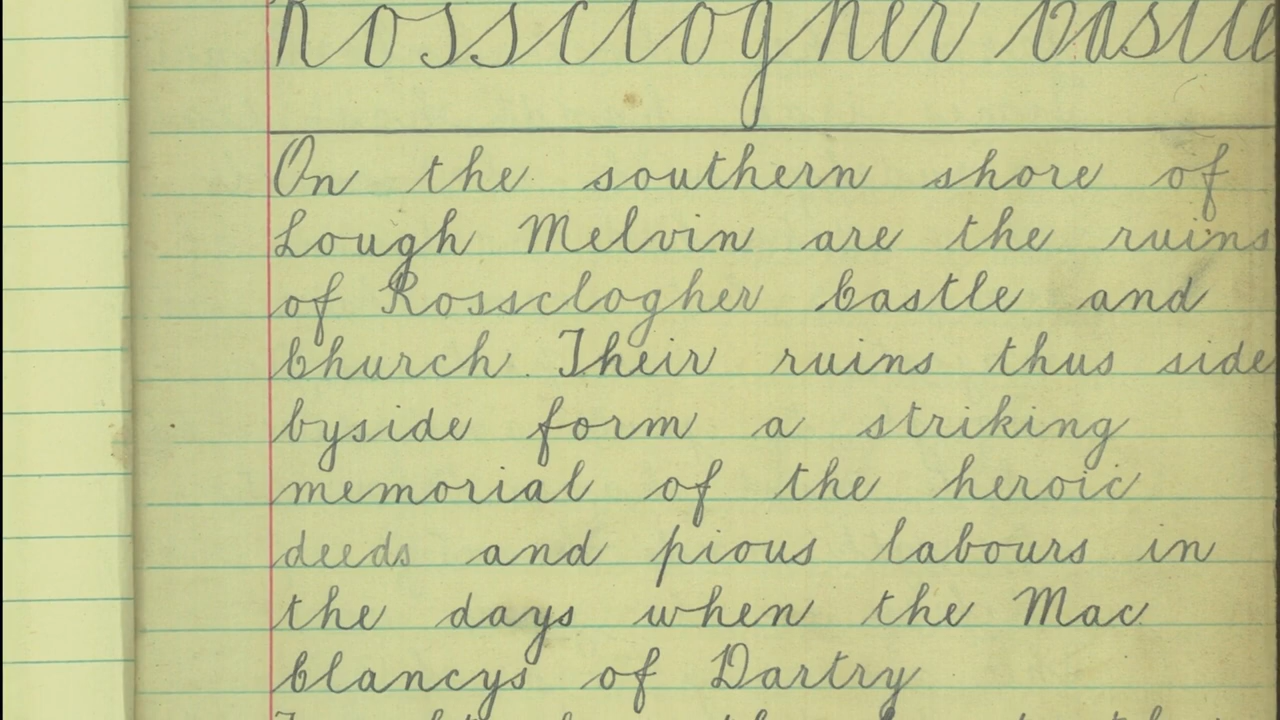 Rossclogher Castle
On the southern shore of
Lough Melvin are the ruins
of Rossclogher Castle and
Church. Their ruins thus side
byside form a striking
memorial of the heroic
deeds and pious labours in
the days when the Mac
Clancys of Dartry